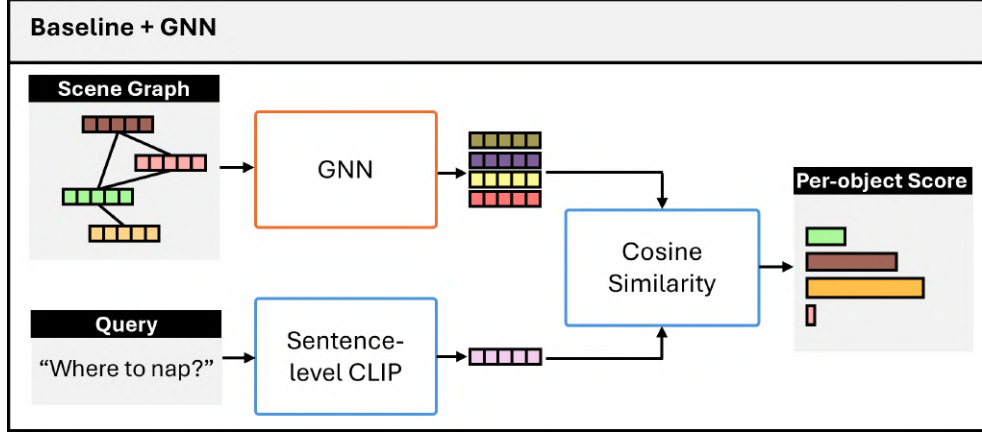 Baseline + GNN
Scene Graph
GNN
Per-object Score
Cosine
Similarity
Query
“Where to nap?”
Sentence-
level CLIP